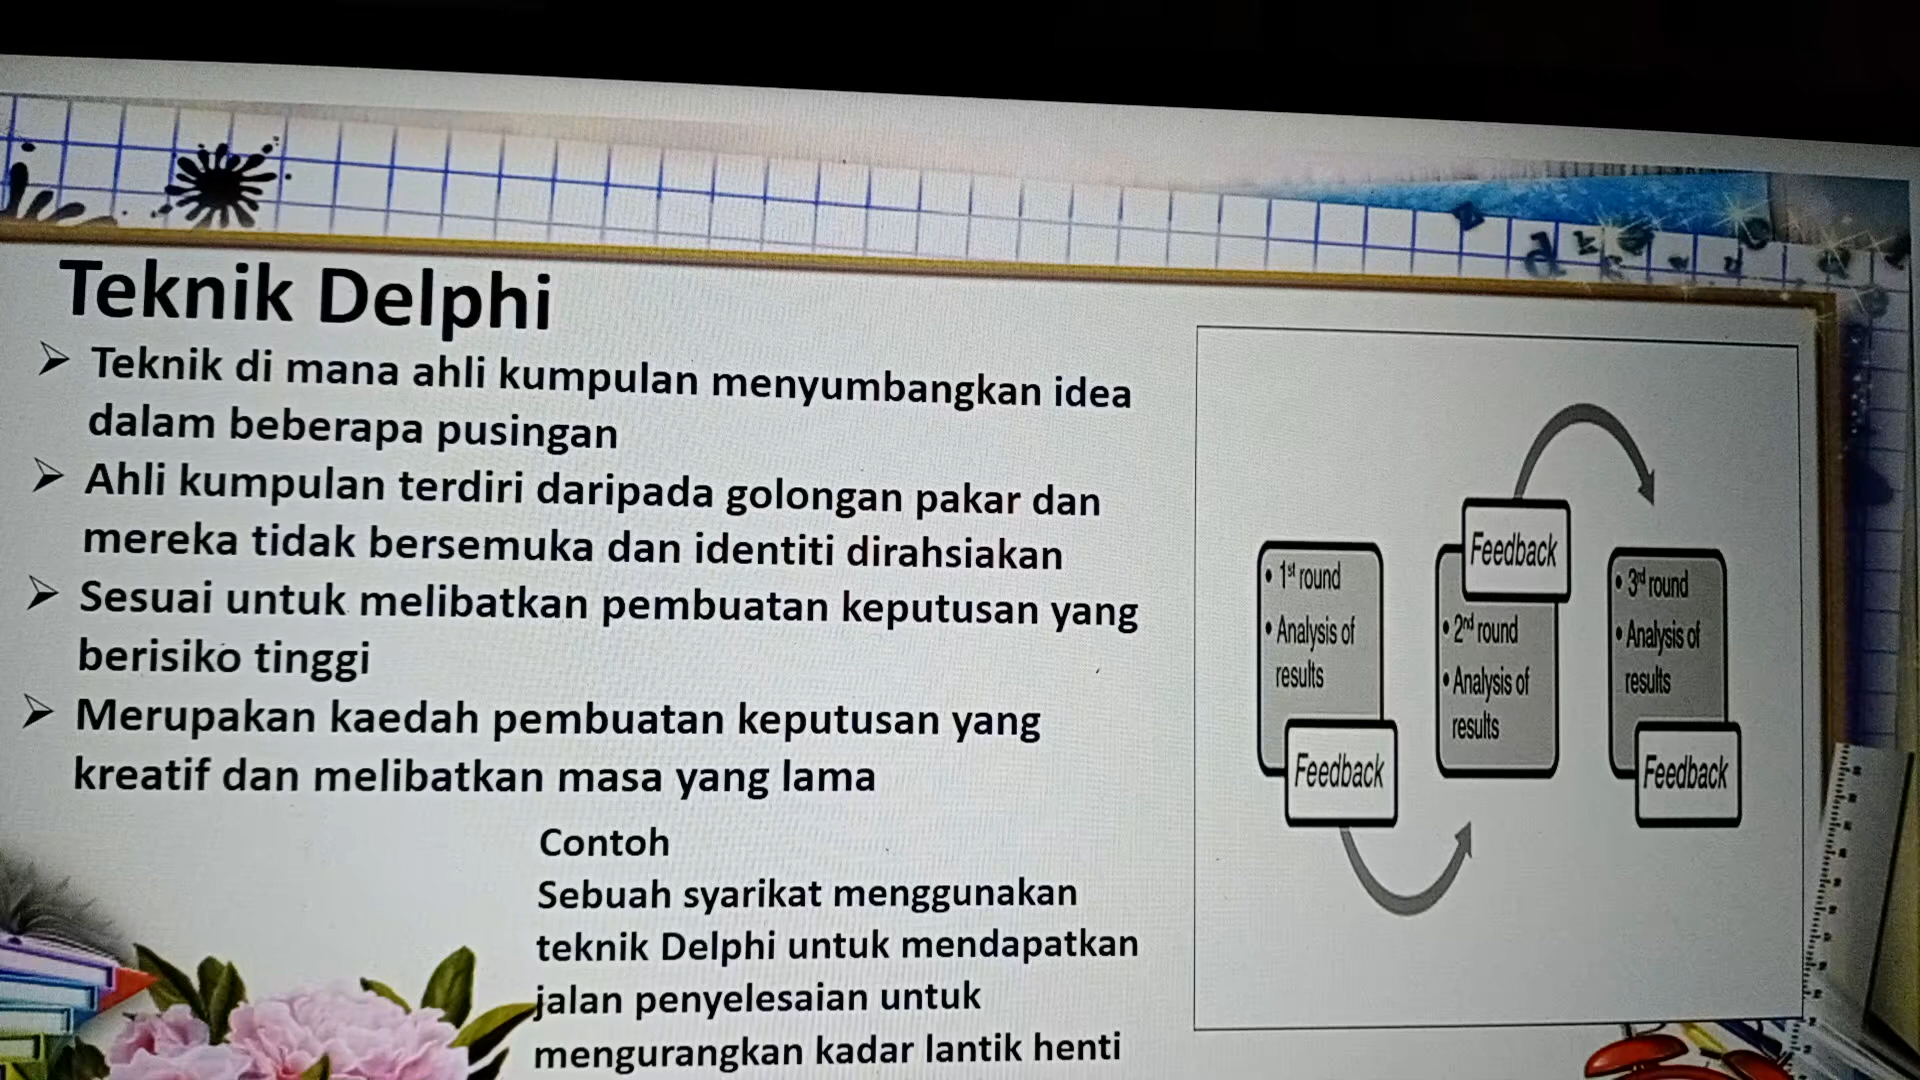 Teknik Delphi
➢ Teknik di mana ahli kumpulan menyumbangkan idea
dalam beberapa pusingan
➢ Ahli kumpulan terdiri daripada golongan pakar dan
mereka tidak bersemuka dan identiti dirahsiakan
➢ Sesuai untuk melibatkan pembuatan keputusan yang
berisiko tinggi
➢ Merupakan kaedah pembuatan keputusan yang
kreatif dan melibatkan masa yang lama
Contoh
Sebuah syarikat menggunakan
teknik Delphi untuk mendapatkan
jalan penyelesaian untuk
mengurangkan kadar lantik henti
• 1st round
• Analysis of
results
Feedback
Feedback
• 2nd round
• Analysis of
results
• 3rd round
• Analysis of
results
Feedback